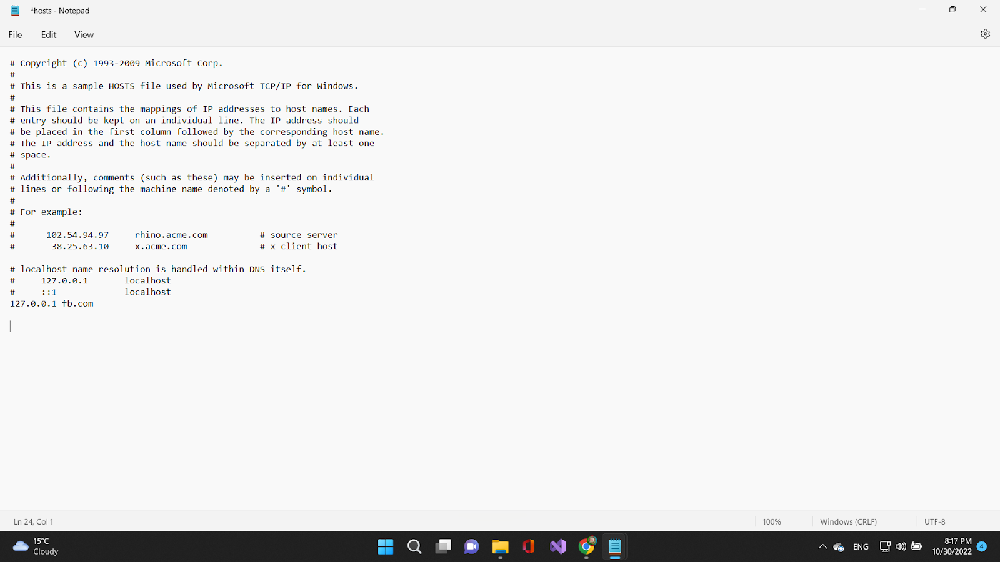 *hosts - Notepad
File Edit View
# Copyright (c) 1993-2009 Microsoft Corp.
#
# This is a sample HOSTS file used by Microsoft TCP/IP for Windows.
#
# This file contains the mappings of IP addresses to host names. Each
# entry should be kept on an individual line. The IP address should
# be placed in the first column followed by the corresponding host name.
# The IP address and the host name should be separated by at least one
# space.
#
# Additionally, comments (such as these) may be inserted on individual
# lines or following the machine name denoted by a '#' symbol.
#
# For example:
#
#      102.54.94.97     rhino.acme.com          # source server
#       38.25.63.10     x.acme.com              # x client host
# localhost name resolution is handled within DNS itself.
#     127.0.0.1       localhost
#     ::1             localhost
127.0.0.1 fb.com
Ln 24, Col 1 100% Windows (CRLF) UTF-8
15°C
Cloudy
ENG
8:17 PM
10/30/2022
4